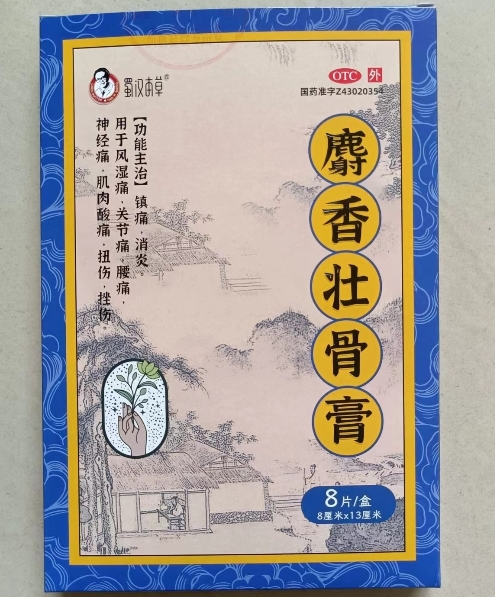 蜀汉本草®
OTC 外
国药准字Z43020354
麝香壮骨膏
【功能主治】镇痛，消炎。
用于风湿痛，关节痛，腰痛，
神经痛，肌肉酸痛，扭伤，挫伤
8片/盒
8厘米x13厘米